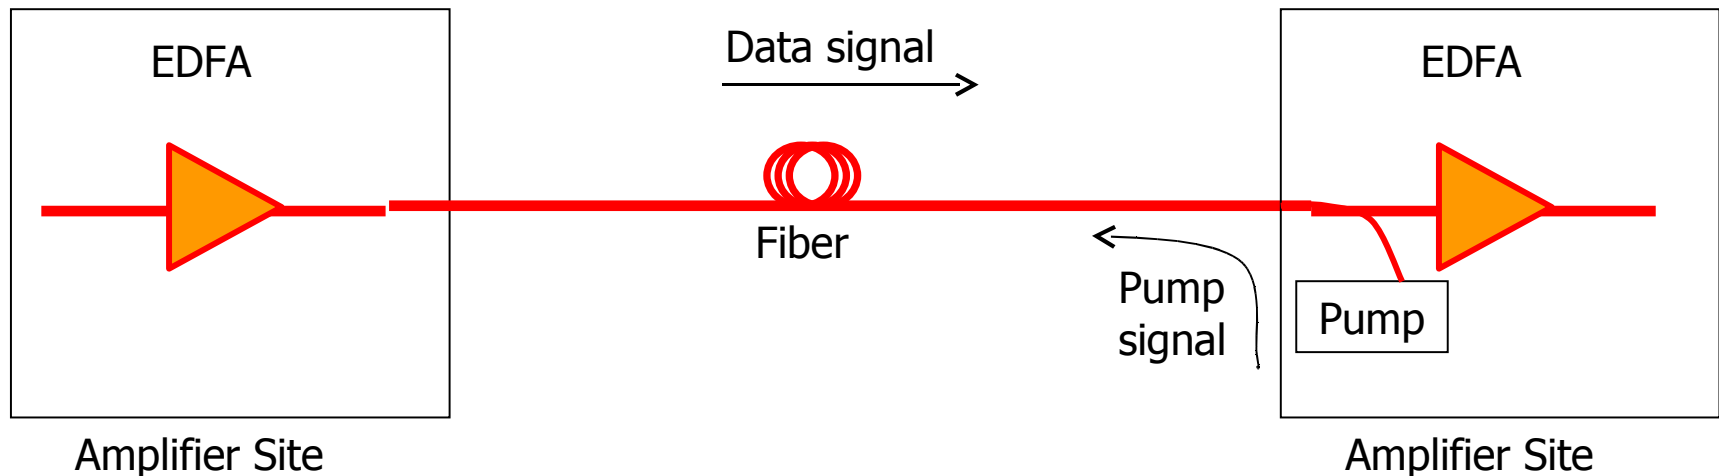 EDFA
Data signal
EDFA
Fiber
Pump
signal
Pump
Amplifier Site
Amplifier Site